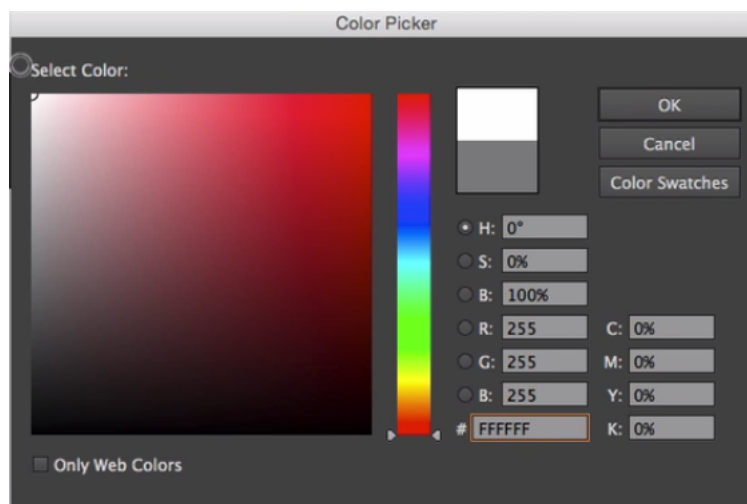 Color Picker
Select Color:
OK
Cancel
Color Swatches
H: 0°
S: 0%
B: 100%
R: 255 C: 0%
G: 255 M: 0%
B: 255 Y: 0%
# FFFFFF K: 0%
Only Web Colors